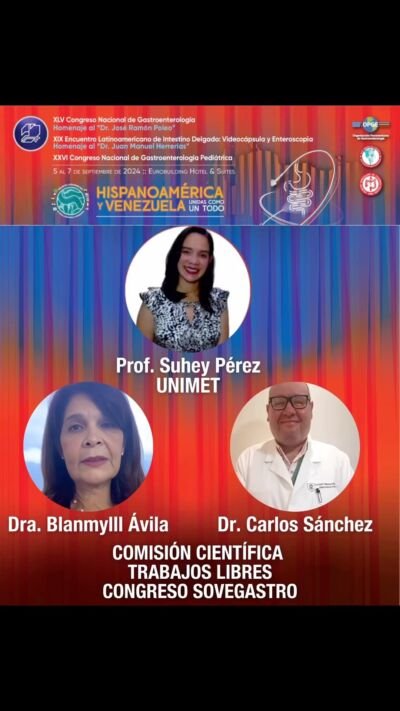 XLV Congreso Nacional de Gastroenterología
Homenaje al "Dr. José Ramón Poleo"
XIX Encuentro Latinoamericano de Intestino Delgado: Videocápsula y Enteroscopia
Homenaje al "Dr. Juan Manuel Herrerías"
XXVI Congreso Nacional de Gastroenterología Pediátrica
5 al 7 de septiembre de 2024 :: Eurobuilding Hotel & Suites
HISPANOAMÉRICA
Y VENEZUELA UNIDAS COMO UN TODO
OPGE
Prof. Suhey Pérez
UNIMET
Dra. Blanmylll Ávila
Dr. Carlos Sánchez
COMISIÓN CIENTÍFICA
TRABAJOS LIBRES
CONGRESO SOVEGASTRO